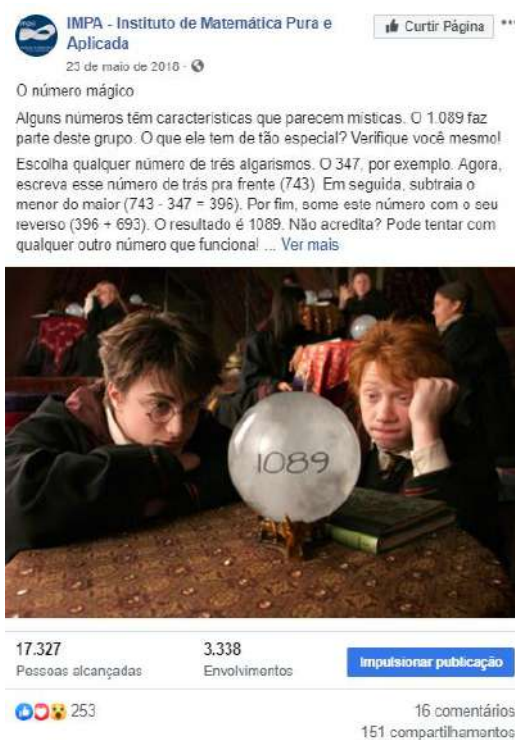 IMPA - Instituto de Matemática Pura e
Aplicada
Curtir Página
23 de maio de 2018
O número mágico
Alguns números têm características que parecem místicas. O 1.089 faz
parte deste grupo. O que ele tem de tão especial? Verifique você mesmo!
Escolha qualquer número de três algarismos. O 347, por exemplo. Agora,
escreva esse número de trás pra frente (743). Em seguida, subtraia o
menor do maior (743 - 347 = 396). Por fim, some este número com o seu
reverso (396 + 693). O resultado é 1089. Não acredita? Pode tentar com
qualquer outro número que funciona! ... Ver mais
1089
17.327
Pessoas alcançadas
3.338
Envolvimentos
Impulsionar publicação
253
16 comentários
151 compartilhamentos